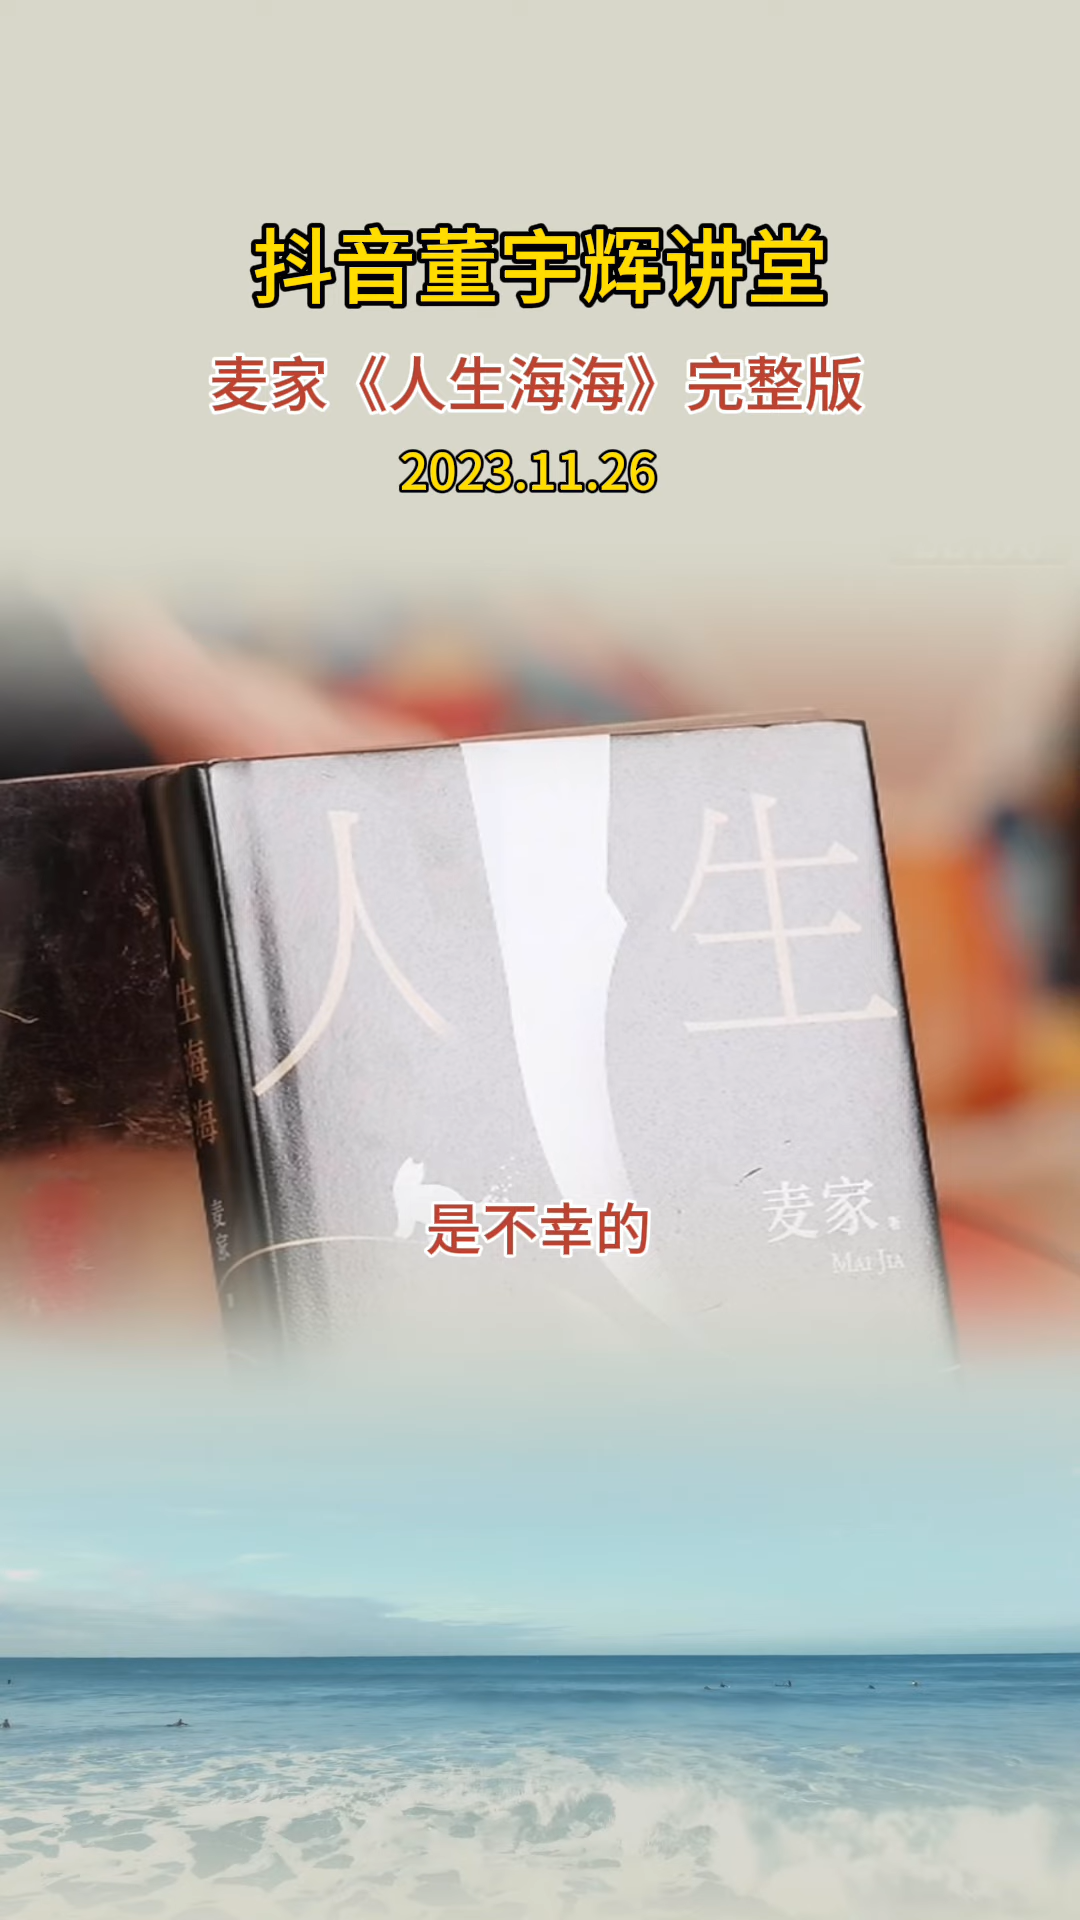 抖音董宇辉讲堂
麦家《人生海海》完整版
2023.11.26
人生
人生海海
麦家
麦家 著
MAI JIA
是不幸的